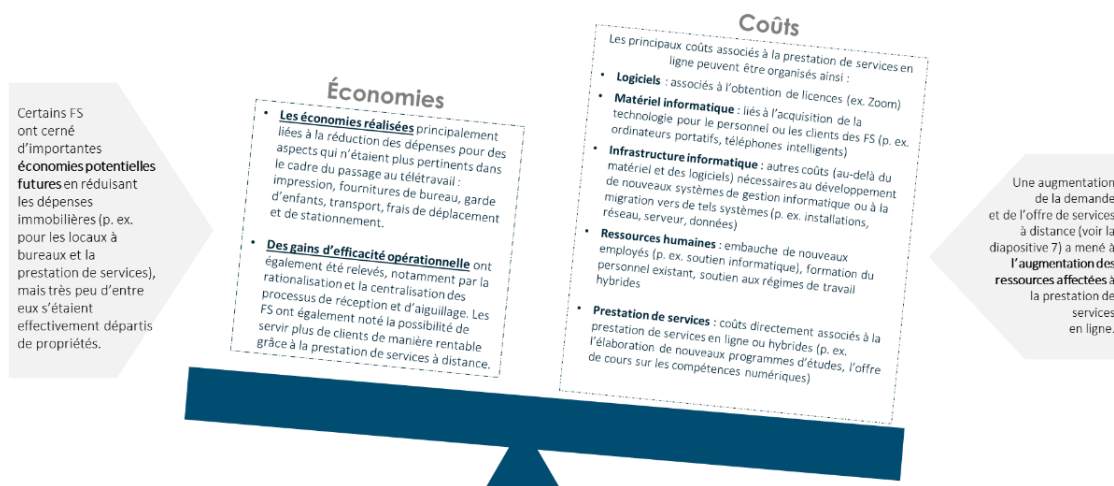 Certains FS
ont cerné
d'importantes
économies potentielles
futures en réduisant
les dépenses
immobilières (p. ex.
pour les locaux à
bureaux et la
prestation de services),
mais très peu d'entre
eux s'étaient
effectivement départis
de propriétés.
Économies
• Les économies réalisées principalement
liées à la réduction des dépenses pour des
aspects qui n'étaient plus pertinents dans
le cadre du passage au télétravail :
impression, fournitures de bureau, garde
d'enfants, transport, frais de déplacement
et de stationnement.
• Des gains d'efficacité opérationnelle ont
également été relevés, notamment par la
rationalisation et la centralisation des
processus de réception et d'aiguillage. Les
FS ont également noté la possibilité de
servir plus de clients de manière rentable
grâce à la prestation de services à distance.
Coûts
Les principaux coûts associés à la prestation de services en
ligne peuvent être organisés ainsi :
• Logiciels : associés à l'obtention de licences (ex. Zoom)
• Matériel informatique : liés à l'acquisition de la
technologie pour le personnel ou les clients des FS (p. ex.
ordinateurs portatifs, téléphones intelligents)
• Infrastructure informatique : autres coûts (au-delà du
matériel et des logiciels) nécessaires au développement
de nouveaux systèmes de gestion informatique ou à la
migration vers de tels systèmes (p. ex. installations,
réseau, serveur, données)
• Ressources humaines : embauche de nouveaux
employés (p. ex. soutien informatique), formation du
personnel existant, soutien aux régimes de travail
hybrides
• Prestation de services : coûts directement associés à la
prestation de services en ligne ou hybrides (p. ex.
l'élaboration de nouveaux programmes d'études, l'offre
de cours sur les compétences numériques)
Une augmentation
de la demande
et de l'offre de services
à distance (voir la
diapositive 7) a mené à
l'augmentation des
ressources affectées à
la prestation de
services
en ligne.